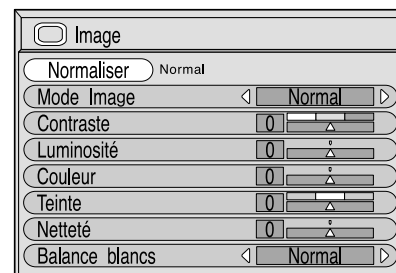 Image
Normaliser Normal
Mode Image Normal
Contraste 0
Luminosité 0
Couleur 0
Teinte 0
Netteté 0
Balance blancs Normal